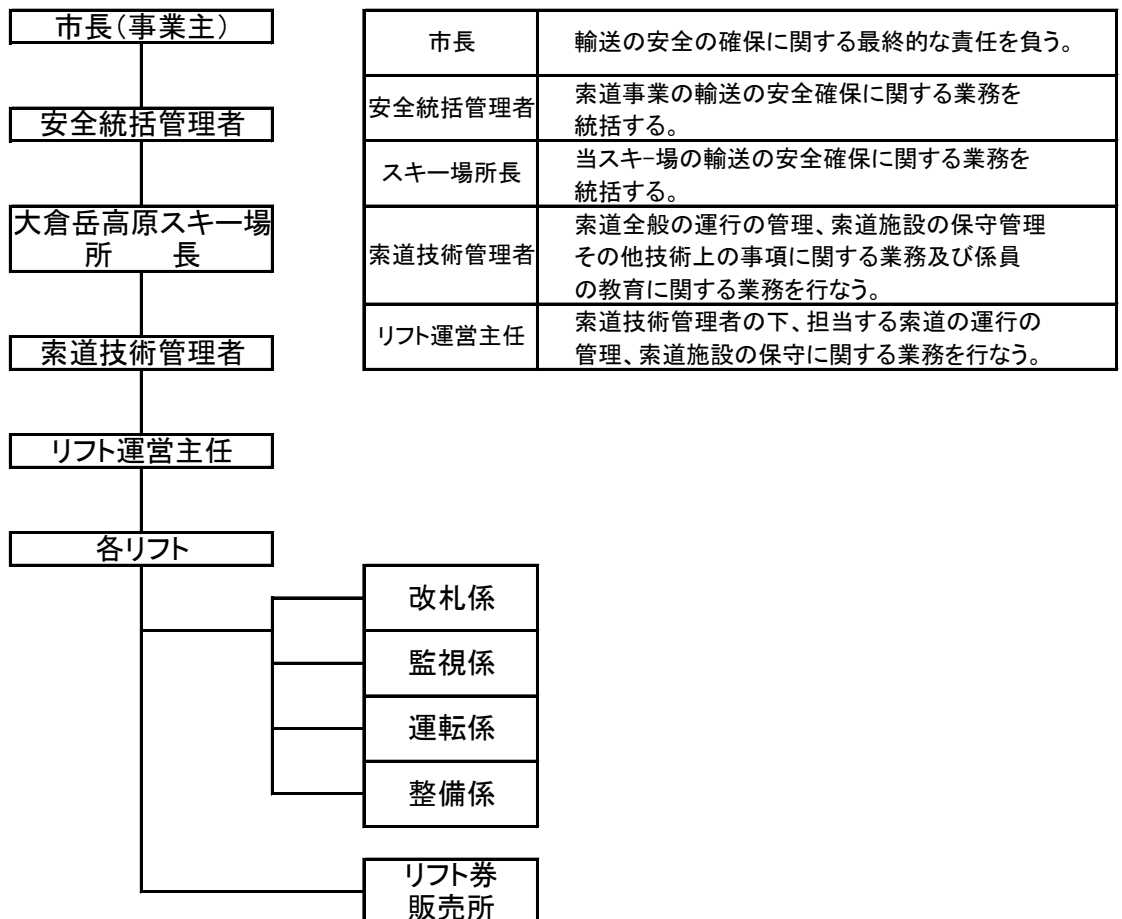 市長（事業主）
安全統括管理者
大倉岳高原スキー場
所　　長
索道技術管理者
リフト運営主任
各リフト
改札係
監視係
運転係
整備係
リフト券
販売所
市長
輸送の安全の確保に関する最終的な責任を負う。
安全統括管理者
索道事業の輸送の安全確保に関する業務を
統括する。
スキー場所長
当スキ-場の輸送の安全確保に関する業務を
統括する。
索道技術管理者
索道全般の運行の管理、索道施設の保守管理
その他技術上の事項に関する業務及び係員
の教育に関する業務を行なう。
リフト運営主任
索道技術管理者の下、担当する索道の運行の
管理、索道施設の保守に関する業務を行なう。